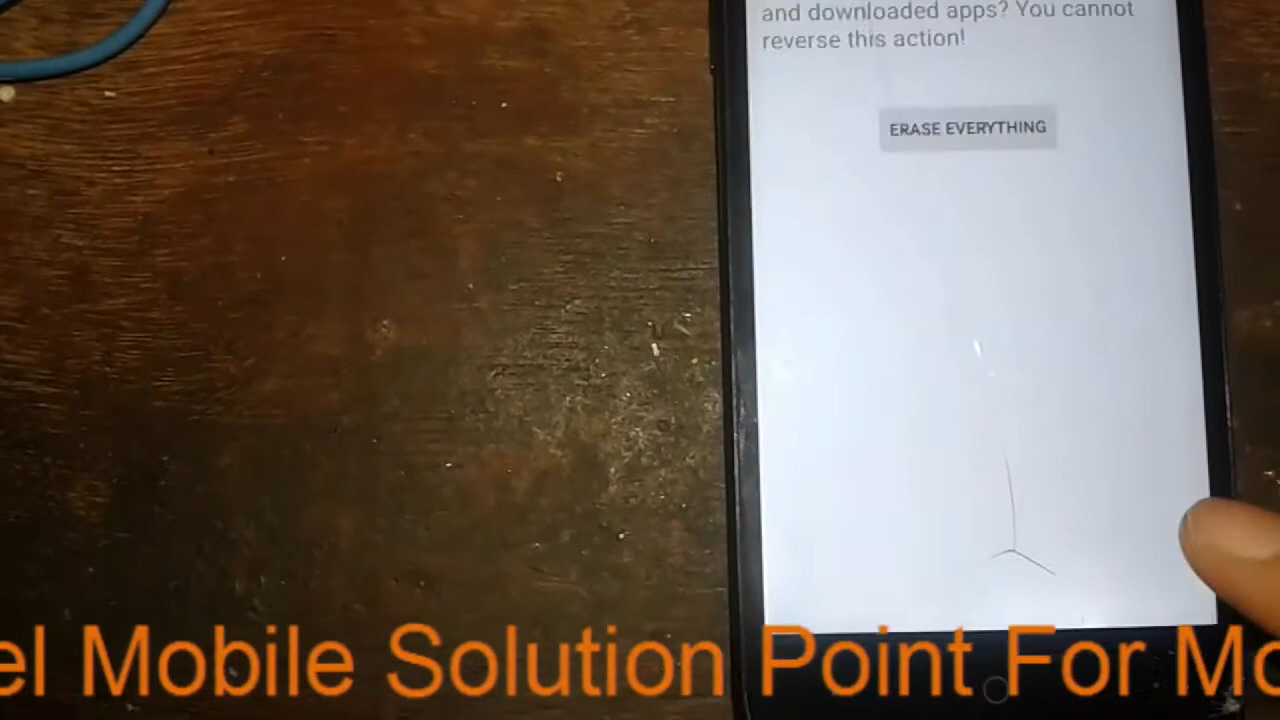 and downloaded apps? You cannot
reverse this action!
ERASE EVERYTHING
el Mobile Solution Point For Mo